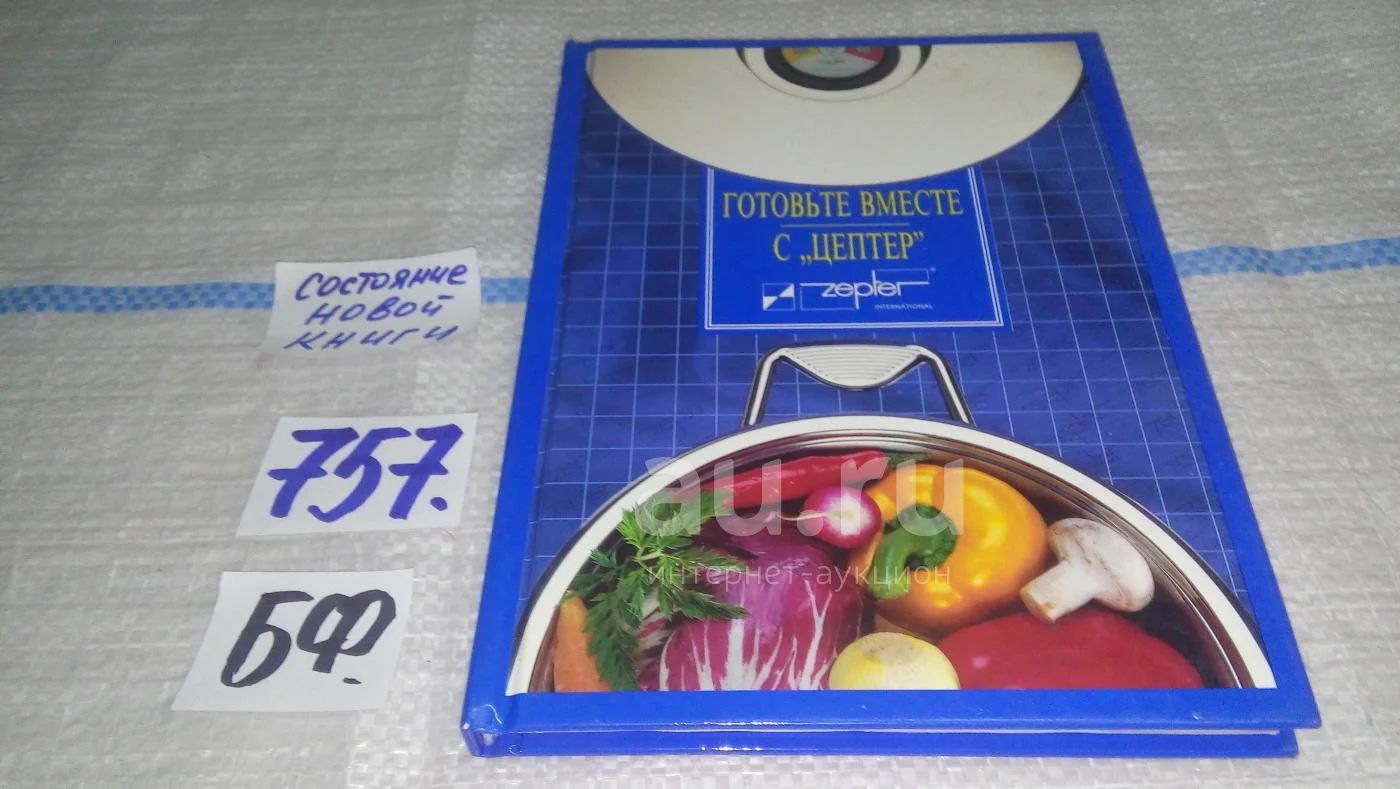 ГОТОВЬТЕ ВМЕСТЕ
С „ЦЕПТЕР”
zepter®
INTERNATIONAL
состояние
новой
книги
757.
БФ.
au.ru
интернет-аукцион